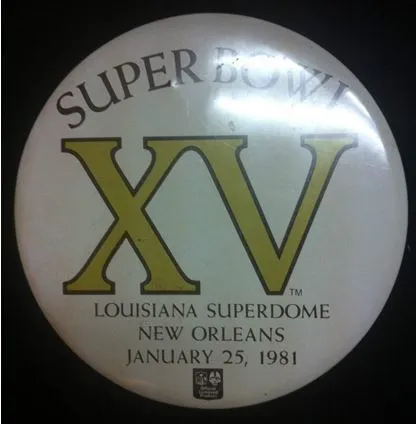 SUPER BOWL
XV
TM
LOUISIANA SUPERDOME
NEW ORLEANS
JANUARY 25, 1981